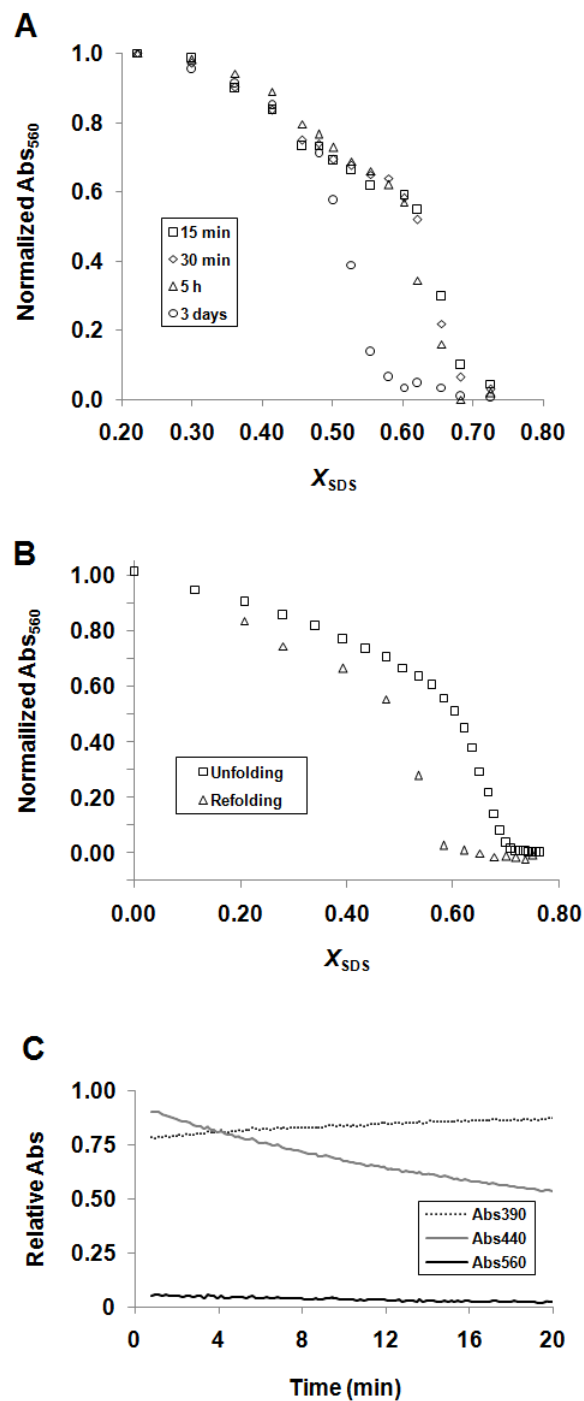 A
Normalized Abs560
1.0
0.8
0.6
0.4
0.2
0.0
15 min
30 min
5 h
3 days
0.20 0.30 0.40 0.50 0.60 0.70 0.80
XSDS
B
Normailized Abs560
1.00
0.80
0.60
0.40
0.20
0.00
Unfolding
Refolding
0.00 0.20 0.40 0.60 0.80
XSDS
C
Relative Abs
1.00
0.75
0.50
0.25
0
Abs390
Abs440
Abs560
0 4 8 12 16 20
Time (min)